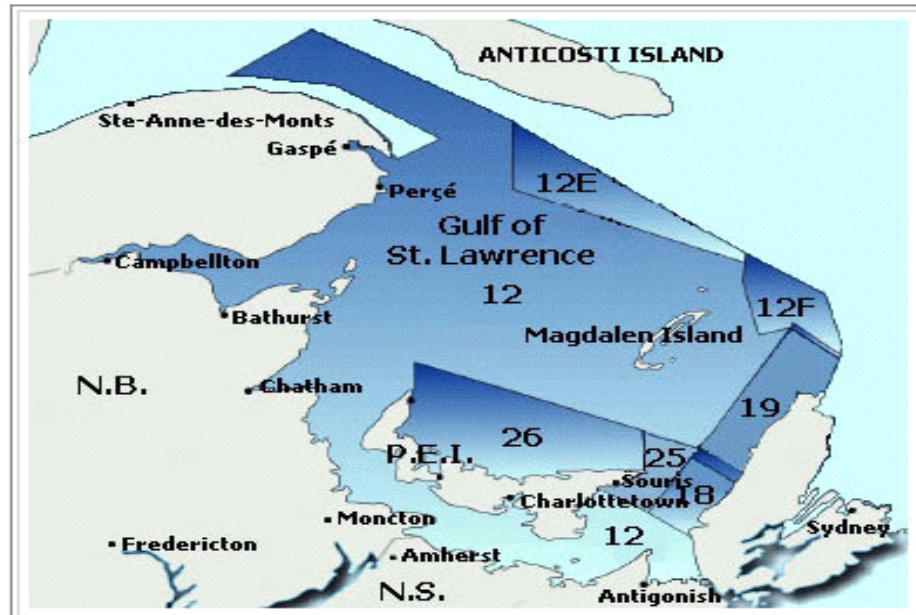 ANTICOSTI ISLAND
Ste-Anne-des-Monts
Gaspé
12E
Perçé
Gulf of
St. Lawrence
Campbellton
12
12F
Bathurst
Magdalen Island
N.B.
Chatham
19
26
P.E.I.
25
Souris
18
Charlottetown
Moncton
12
Sydney
Fredericton
Amherst
N.S.
Antigonish